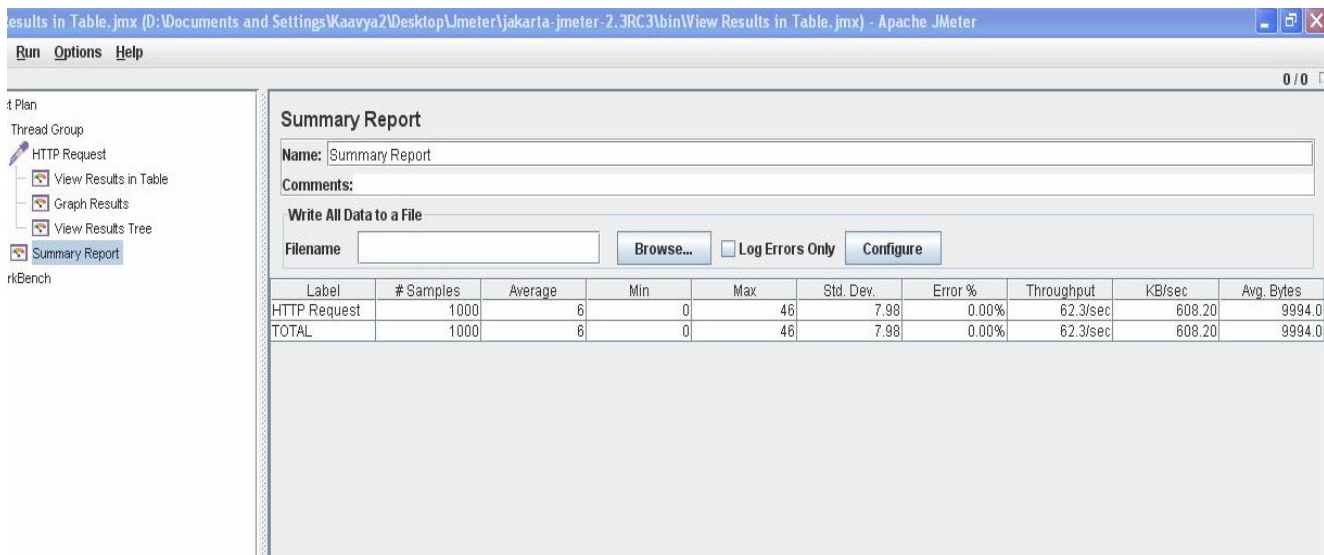 esults in Table.jmx (D:\Documents and Settings\Kaavya2\Desktop\Jmeter\jakarta-jmeter-2.3RC3\bin\View Results in Table.jmx) - Apache JMeter
Run Options Help
0 / 0
t Plan
Thread Group
HTTP Request
View Results in Table
Graph Results
View Results Tree
Summary Report
rkBench
Summary Report
Name: Summary Report
Comments:
Write All Data to a File
Filename Browse... Log Errors Only Configure
Label # Samples Average Min Max Std. Dev. Error % Throughput KB/sec Avg. Bytes
HTTP Request 1000 6 0 46 7.98 0.00% 62.3/sec 608.20 9994.0
TOTAL 1000 6 0 46 7.98 0.00% 62.3/sec 608.20 9994.0